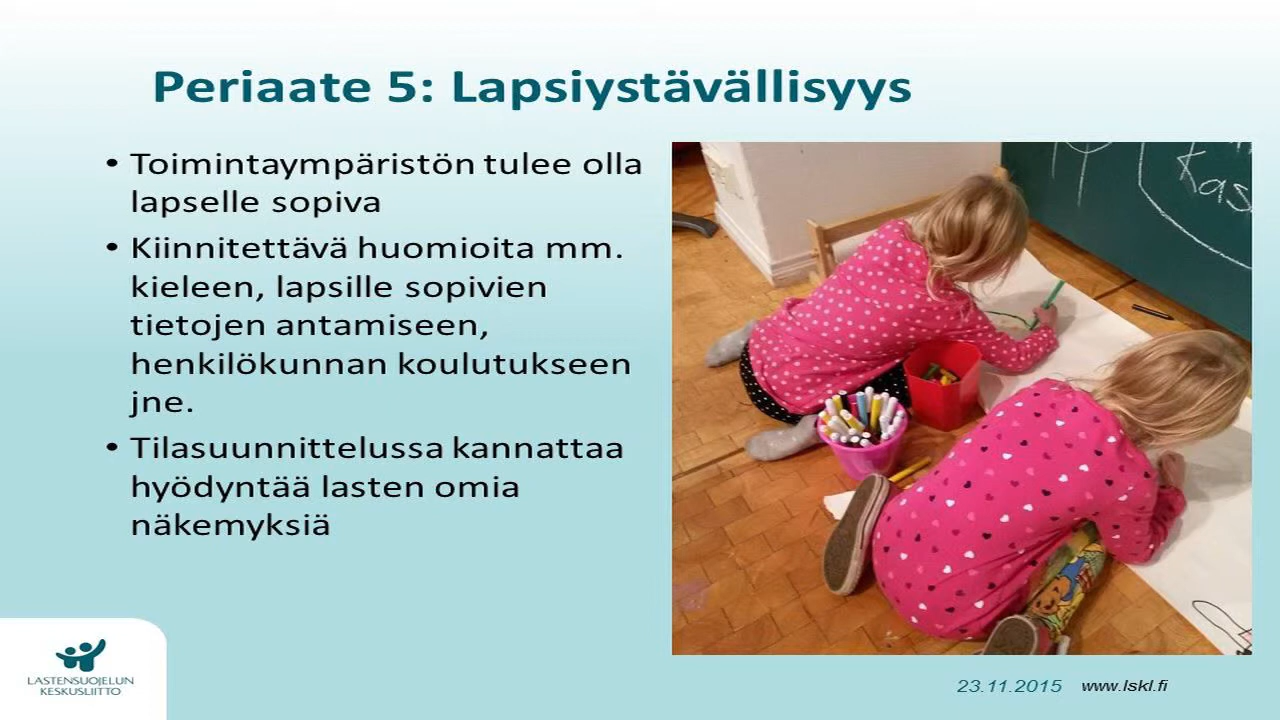 Periaate 5: Lapsiystävällisyys
• Toimintaympäristön tulee olla
lapselle sopiva
• Kiinnitettävä huomioita mm.
kieleen, lapsille sopivien
tietojen antamiseen,
henkilökunnan koulutukseen
jne.
• Tilasuunnittelussa kannattaa
hyödyntää lasten omia
näkemyksiä
Kas
LASTENSUOJELUN
KESKUSLIITTO
23.11.2015 www.lskl.fi